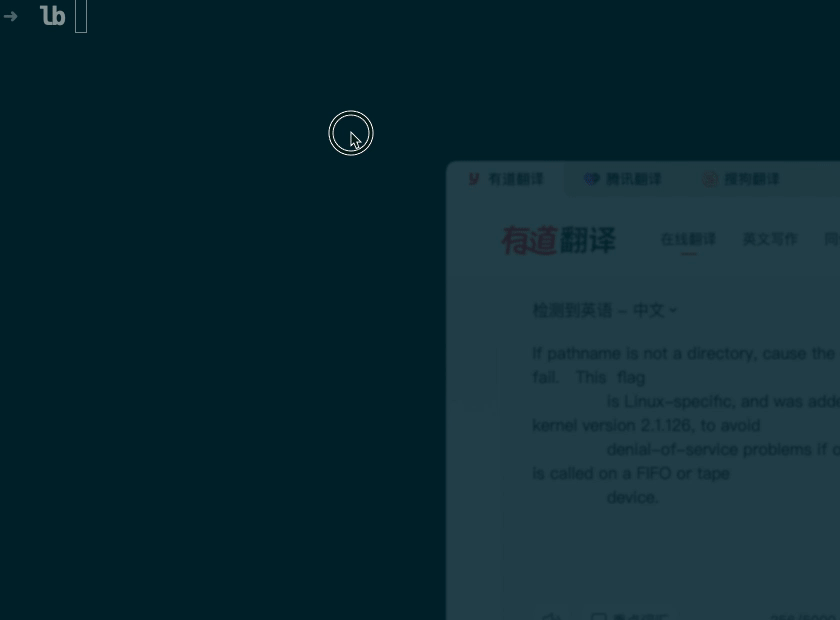 ➜ lb
有道翻译 腾讯翻译 搜狗翻译
有道翻译 在线翻译 英文写作 同
检测到英语 – 中文
If pathname is not a directory, cause the
fail. This flag
is Linux-specific, and was adde
kernel version 2.1.126, to avoid
denial-of-service problems if o
is called on a FIFO or tape
device.